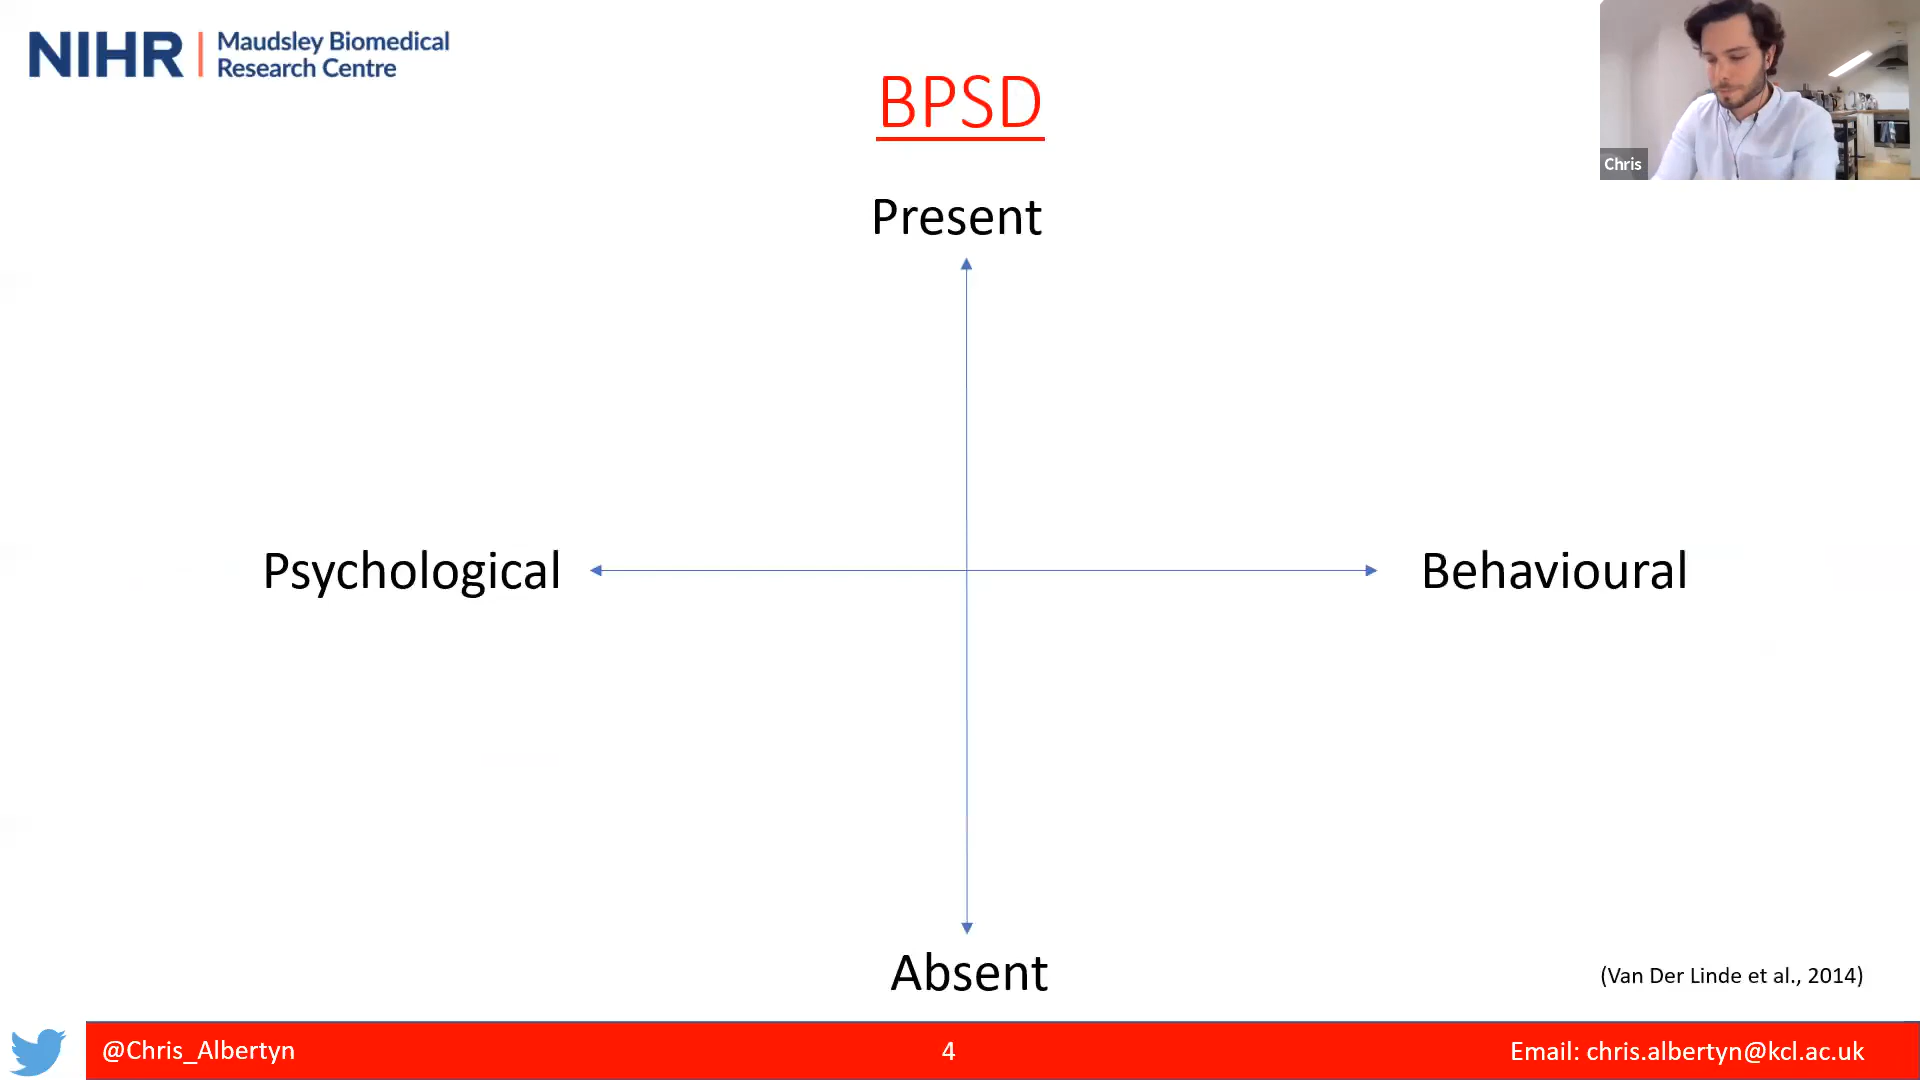 NIHR | Maudsley Biomedical
Research Centre
Chris
BPSD
Present
Psychological
Behavioural
Absent
(Van Der Linde et al., 2014)
@Chris_Albertyn
4
Email: chris.albertyn@kcl.ac.uk